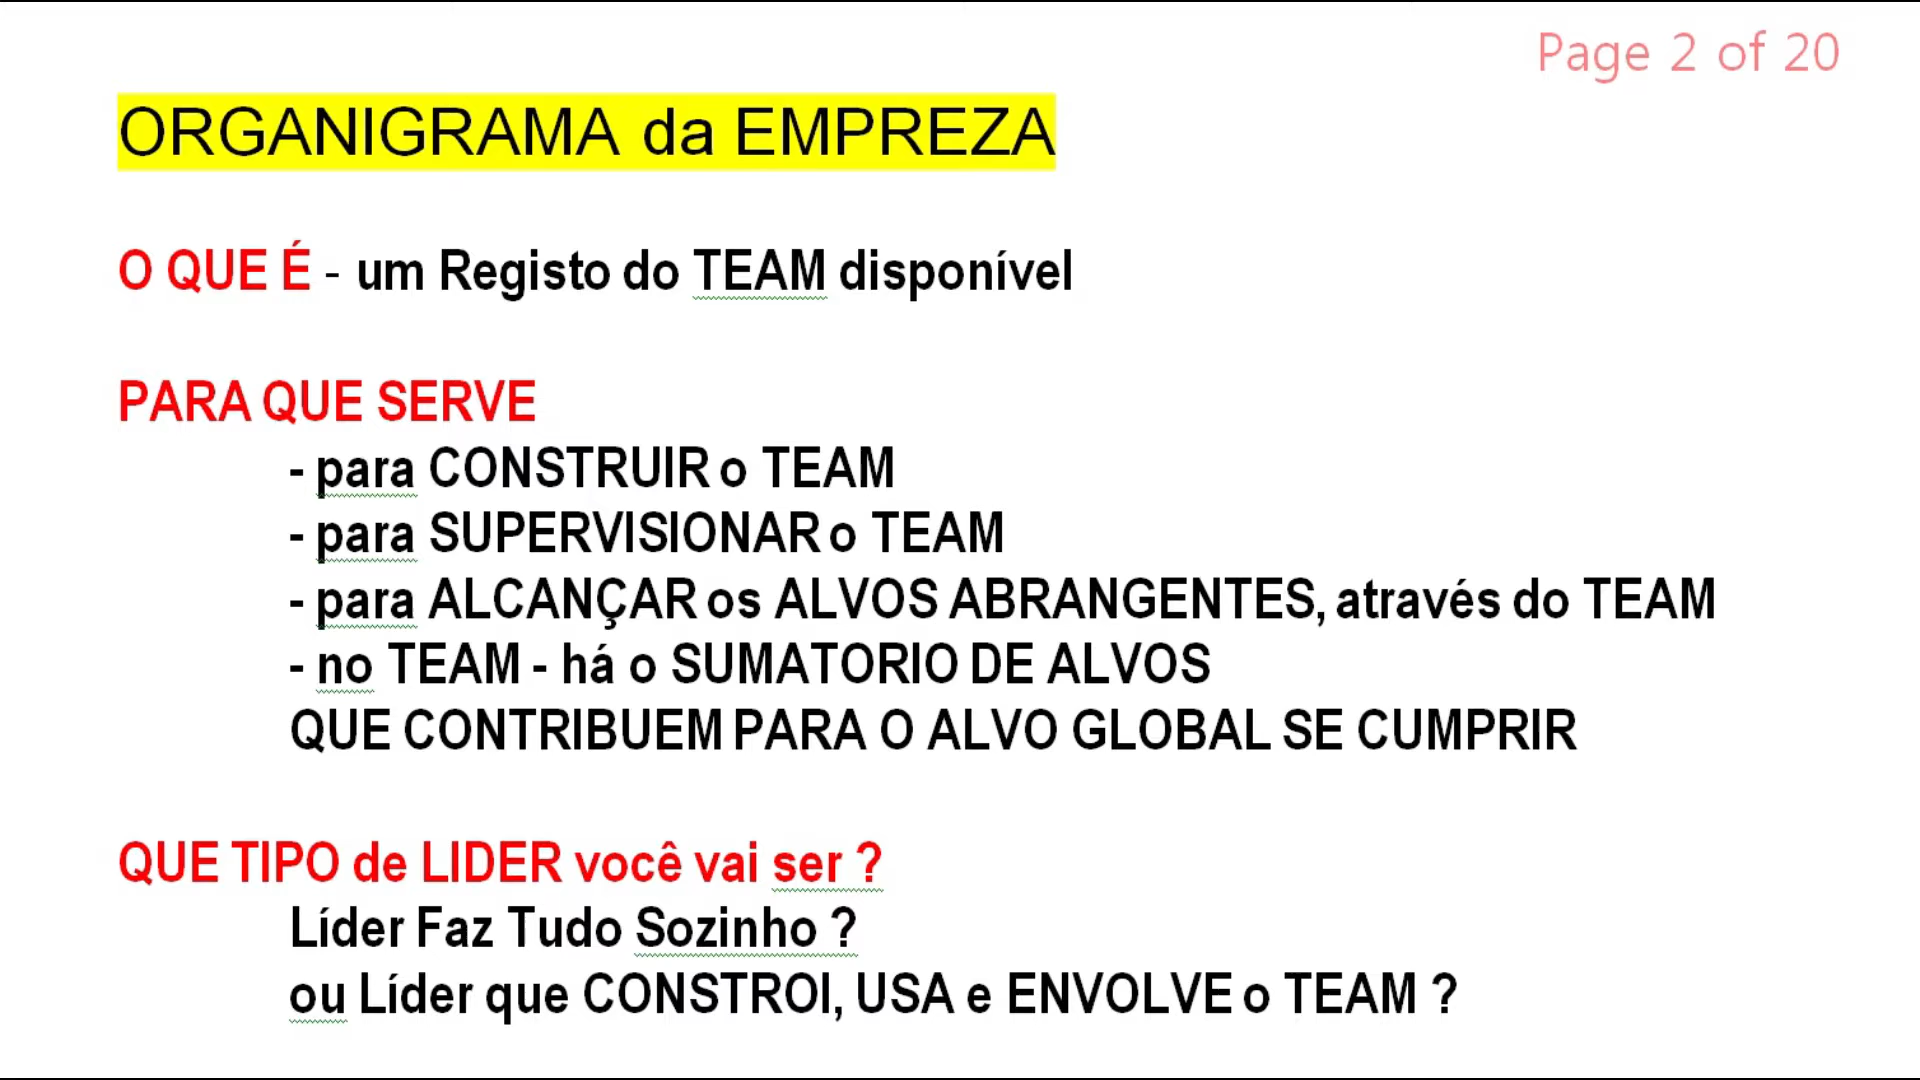 Page 2 of 20
ORGANIGRAMA da EMPREZA
O QUE É - um Registo do TEAM disponível
PARA QUE SERVE
- para CONSTRUIR o TEAM
- para SUPERVISIONAR o TEAM
- para ALCANÇAR os ALVOS ABRANGENTES, através do TEAM
- no TEAM - há o SUMATORIO DE ALVOS
QUE CONTRIBUEM PARA O ALVO GLOBAL SE CUMPRIR
QUE TIPO de LIDER você vai ser ?
Líder Faz Tudo Sozinho ?
ou Líder que CONSTROI, USA e ENVOLVE o TEAM ?